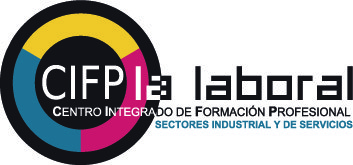 CIFP la laboral
CENTRO INTEGRADO DE FORMACIÓN PROFESIONAL
SECTORES INDUSTRIAL Y DE SERVICIOS